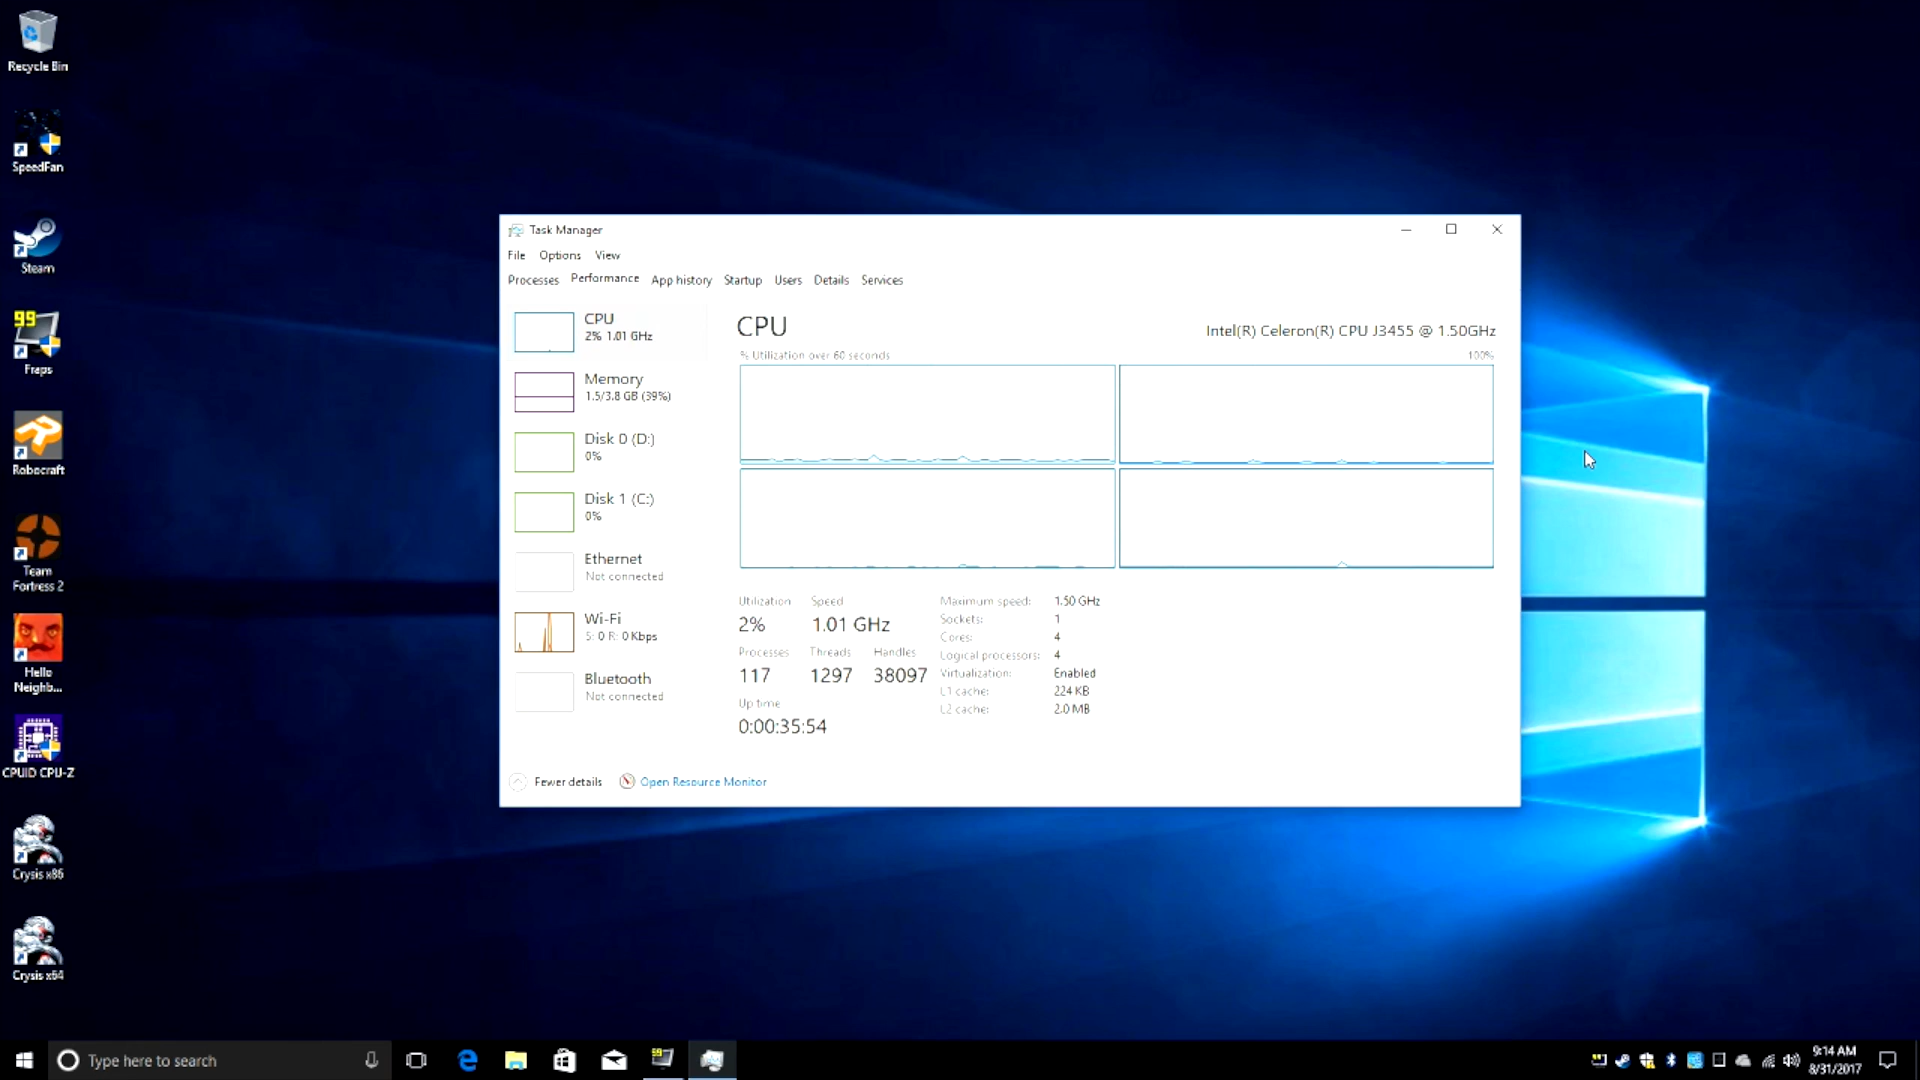 Recycle Bin
SpeedFan
Steam
99
Fraps
Robocraft
Team
Fortress 2
Hello
Neighb...
CPUID CPU-Z
Crysis x86
Crysis x64
Task Manager
File Options View
Processes Performance App history Startup Users Details Services
CPU
2% 1.01 GHz
Memory
1.5/3.8 GB (39%)
Disk 0 (D:)
0%
Disk 1 (C:)
0%
Ethernet
Not connected
Wi-Fi
S: 0 R: 0 Kbps
Bluetooth
Not connected
CPU Intel(R) Celeron(R) CPU J3455 @ 1.50GHz
% Utilization over 60 seconds 100%
Utilization Speed
2% 1.01 GHz
Processes Threads Handles
117 1297 38097
Up time
0:00:35:54
Maximum speed: 1.50 GHz
Sockets: 1
Cores: 4
Logical processors: 4
Virtualization: Enabled
L1 cache: 224 KB
L2 cache: 2.0 MB
Fewer details Open Resource Monitor
Type here to search
99
9:14 AM
8/31/2017